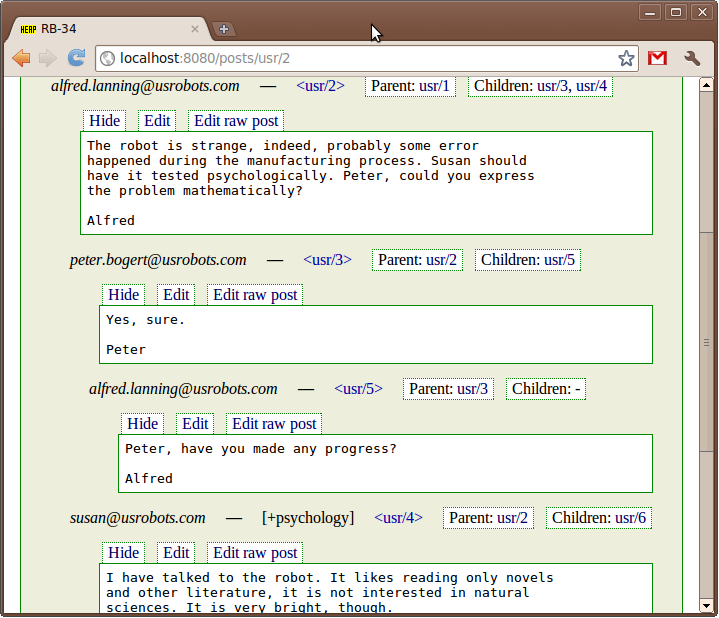 HEAP RB-34
localhost:8080/posts/usr/2
alfred.lanning@usrobots.com — <usr/2> Parent: usr/1 Children: usr/3, usr/4
Hide Edit Edit raw post
The robot is strange, indeed, probably some error
happened during the manufacturing process. Susan should
have it tested psychologically. Peter, could you express
the problem mathematically?
Alfred
peter.bogert@usrobots.com — <usr/3> Parent: usr/2 Children: usr/5
Hide Edit Edit raw post
Yes, sure.
Peter
alfred.lanning@usrobots.com — <usr/5> Parent: usr/3 Children: -
Hide Edit Edit raw post
Peter, have you made any progress?
Alfred
susan@usrobots.com — [+psychology] <usr/4> Parent: usr/2 Children: usr/6
Hide Edit Edit raw post
I have talked to the robot. It likes reading only novels
and other literature, it is not interested in natural
sciences. It is very bright, though.